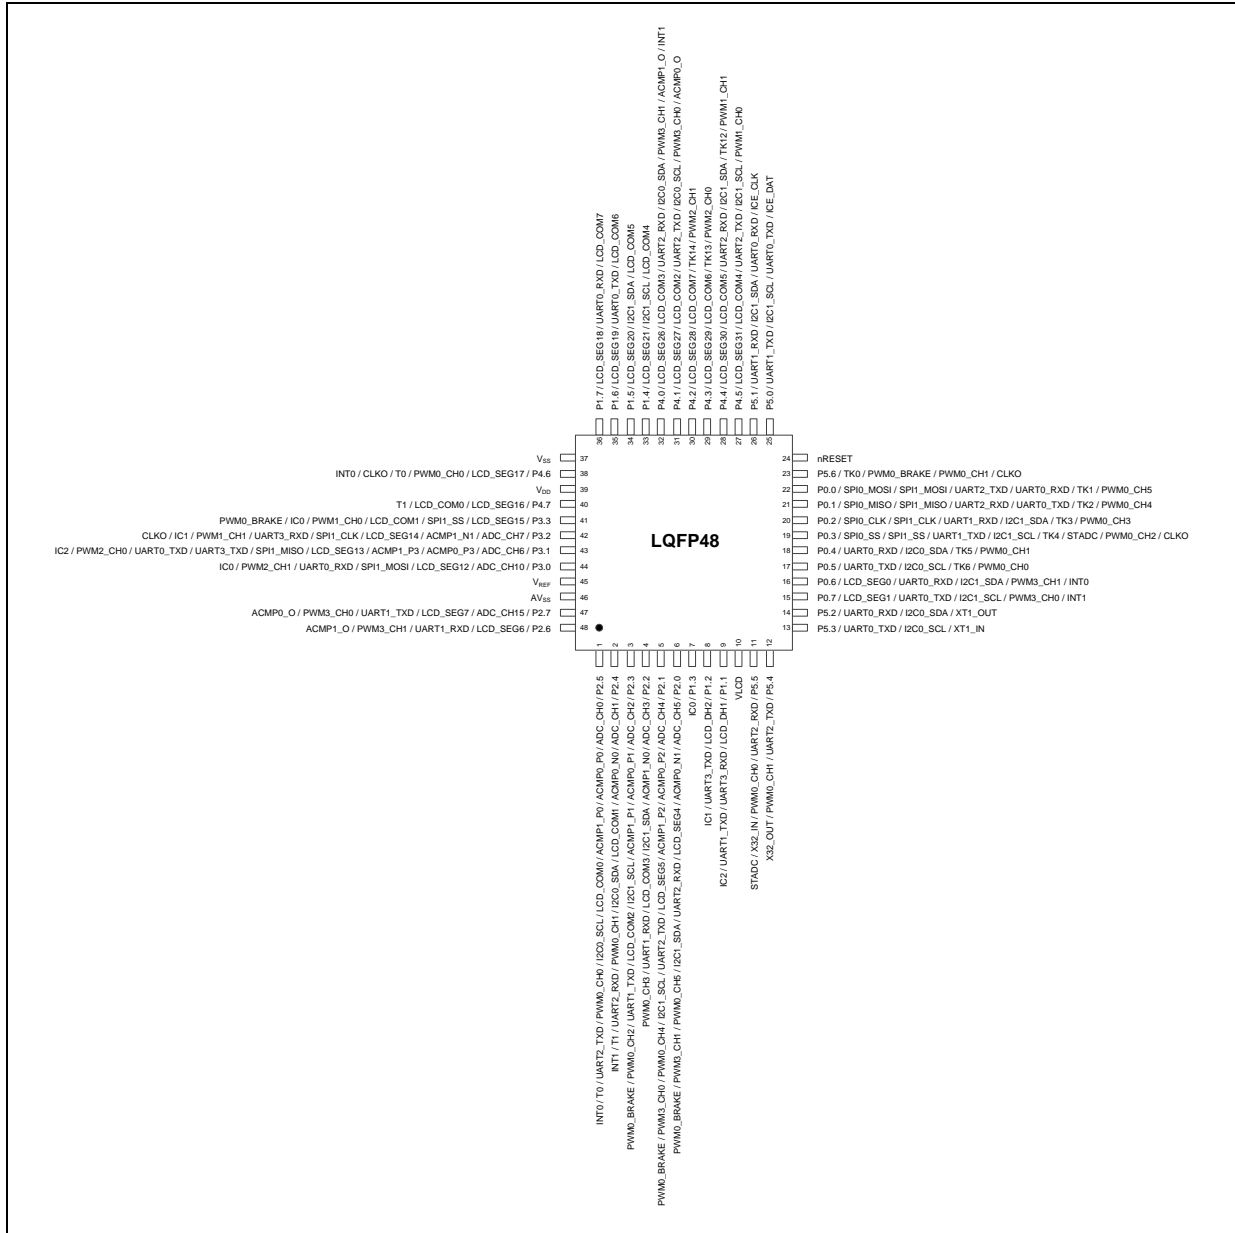 P1.7 / LCD_SEG18 / UART0_RXD / LCD_COM7
P1.6 / LCD_SEG19 / UART0_TXD / LCD_COM6
P1.5 / LCD_SEG20 / I2C1_SDA / LCD_COM5
P1.4 / LCD_SEG21 / I2C1_SCL / LCD_COM4
P4.0 / LCD_SEG26 / LCD_COM3 / UART2_RXD / I2C0_SDA / PWM3_CH1 / ACMP1_O / INT1
P4.1 / LCD_SEG27 / LCD_COM2 / UART2_TXD / I2C0_SCL / PWM3_CH0 / ACMP0_O
P4.2 / LCD_SEG28 / LCD_COM7 / TK14 / PWM2_CH1
P4.3 / LCD_SEG29 / LCD_COM6 / TK13 / PWM2_CH0
P4.4 / LCD_SEG30 / LCD_COM5 / UART2_RXD / I2C1_SDA / TK12 / PWM1_CH1
P4.5 / LCD_SEG31 / LCD_COM4 / UART2_TXD / I2C1_SCL / PWM1_CH0
P5.1 / UART1_RXD / I2C1_SDA / UART0_RXD / ICE_CLK
P5.0 / UART1_TXD / I2C1_SCL / UART0_TXD / ICE_DAT
36 35 34 33 32 31 30 29 28 27 26 25
VSS 37
INT0 / CLKO / T0 / PWM0_CH0 / LCD_SEG17 / P4.6 38
VDD 39
T1 / LCD_COM0 / LCD_SEG16 / P4.7 40
PWM0_BRAKE / IC0 / PWM1_CH0 / LCD_COM1 / SPI1_SS / LCD_SEG15 / P3.3 41
CLKO / IC1 / PWM1_CH1 / UART3_RXD / SPI1_CLK / LCD_SEG14 / ACMP1_N1 / ADC_CH7 / P3.2 42
IC2 / PWM2_CH0 / UART0_TXD / UART3_TXD / SPI1_MISO / LCD_SEG13 / ACMP1_P3 / ACMP0_P3 / ADC_CH6 / P3.1 43
IC0 / PWM2_CH1 / UART0_RXD / SPI1_MOSI / LCD_SEG12 / ADC_CH10 / P3.0 44
VREF 45
AVSS 46
ACMP0_O / PWM3_CH0 / UART1_TXD / LCD_SEG7 / ADC_CH15 / P2.7 47
ACMP1_O / PWM3_CH1 / UART1_RXD / LCD_SEG6 / P2.6 48
LQFP48
24 nRESET
23 P5.6 / TK0 / PWM0_BRAKE / PWM0_CH1 / CLKO
22 P0.0 / SPI0_MOSI / SPI1_MOSI / UART2_TXD / UART0_RXD / TK1 / PWM0_CH5
21 P0.1 / SPI0_MISO / SPI1_MISO / UART2_RXD / UART0_TXD / TK2 / PWM0_CH4
20 P0.2 / SPI0_CLK / SPI1_CLK / UART1_RXD / I2C1_SDA / TK3 / PWM0_CH3
19 P0.3 / SPI0_SS / SPI1_SS / UART1_TXD / I2C1_SCL / TK4 / STADC / PWM0_CH2 / CLKO
18 P0.4 / UART0_RXD / I2C0_SDA / TK5 / PWM0_CH1
17 P0.5 / UART0_TXD / I2C0_SCL / TK6 / PWM0_CH0
16 P0.6 / LCD_SEG0 / UART0_RXD / I2C1_SDA / PWM3_CH1 / INT0
15 P0.7 / LCD_SEG1 / UART0_TXD / I2C1_SCL / PWM3_CH0 / INT1
14 P5.2 / UART0_RXD / I2C0_SDA / XT1_OUT
13 P5.3 / UART0_TXD / I2C0_SCL / XT1_IN
1 2 3 4 5 6 7 8 9 10 11 12
INT0 / T0 / UART2_TXD / PWM0_CH0 / I2C0_SCL / LCD_COM0 / ACMP1_P0 / ACMP0_P0 / ADC_CH0 / P2.5
INT1 / T1 / UART2_RXD / PWM0_CH1 / I2C0_SDA / LCD_COM1 / ACMP0_N0 / ADC_CH1 / P2.4
PWM0_BRAKE / PWM0_CH2 / UART1_TXD / LCD_COM2 / I2C1_SCL / ACMP1_P1 / ACMP0_P1 / ADC_CH2 / P2.3
PWM0_CH3 / UART1_RXD / LCD_COM3 / I2C1_SDA / ACMP1_N0 / ADC_CH3 / P2.2
PWM0_BRAKE / PWM3_CH0 / PWM0_CH4 / I2C1_SCL / UART2_TXD / LCD_SEG5 / ACMP1_P2 / ACMP0_P2 / ADC_CH4 / P2.1
PWM0_BRAKE / PWM3_CH1 / PWM0_CH5 / I2C1_SDA / UART2_RXD / LCD_SEG4 / ACMP0_N1 / ADC_CH5 / P2.0
IC0 / P1.3
IC1 / UART3_TXD / LCD_DH2 / P1.2
IC2 / UART1_TXD / UART3_RXD / LCD_DH1 / P1.1
VLCD
STADC / X32_IN / PWM0_CH0 / UART2_RXD / P5.5
X32_OUT / PWM0_CH1 / UART2_TXD / P5.4